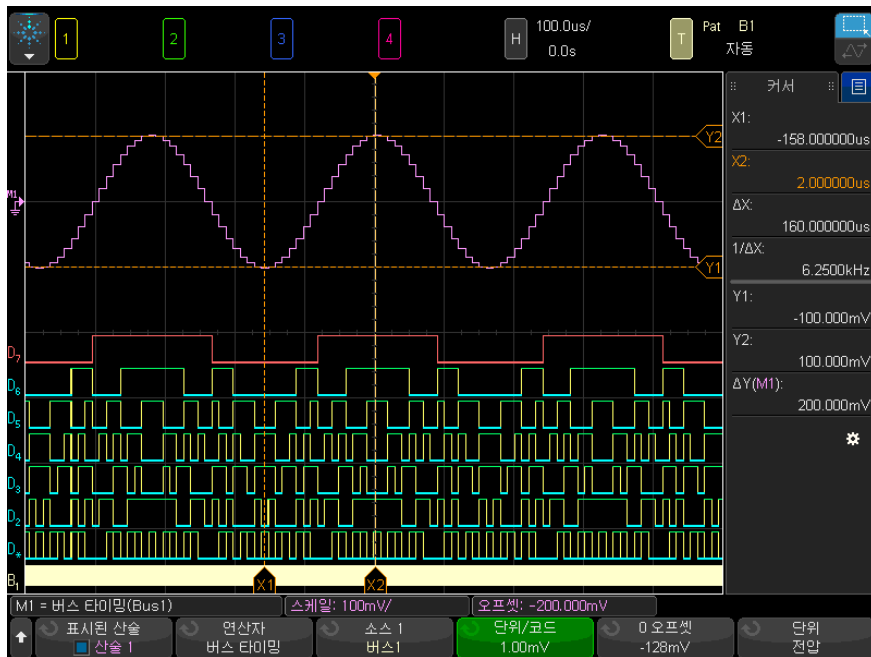 1
2
3
4
H
100.0us/
0.0s
T
Pat B1
자동
커서
X1:
-158.000000us
X2:
2.000000us
ΔX:
160.000000us
1/ΔX:
6.2500kHz
Y1:
-100.000mV
Y2:
100.000mV
ΔY(M1):
200.000mV
M1
Y2
Y1
D7
D6
D5
D4
D3
D2
D*
B1
X1
X2
M1 = 버스 타이밍(Bus1)
스케일: 100mV/
오프셋: -200.000mV
표시된 산술
산술 1
연산자
버스 타이밍
소스 1
버스1
단위/코드
1.00mV
0 오프셋
-128mV
단위
전압